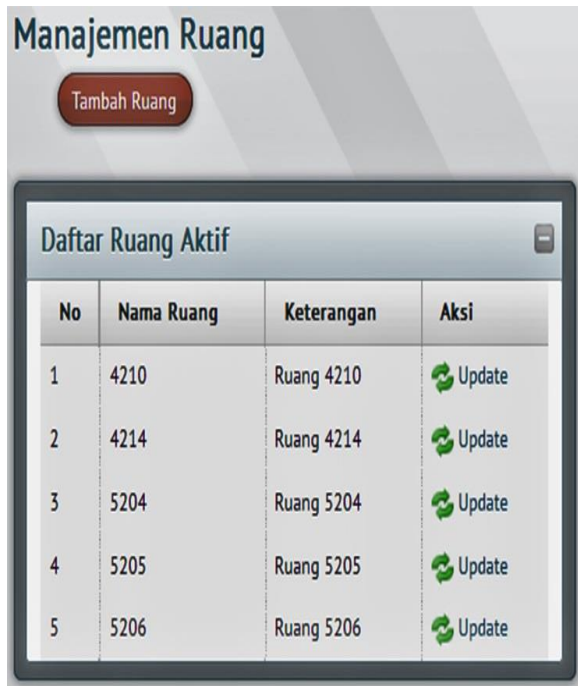 Manajemen Ruang
Tambah Ruang
Daftar Ruang Aktif
No Nama Ruang Keterangan Aksi
1 4210 Ruang 4210 Update
2 4214 Ruang 4214 Update
3 5204 Ruang 5204 Update
4 5205 Ruang 5205 Update
5 5206 Ruang 5206 Update